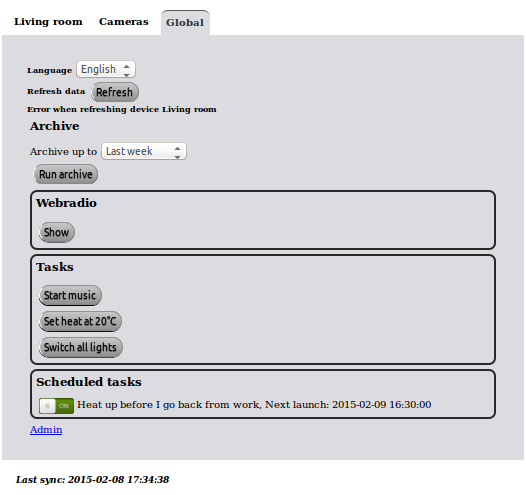 Living room Cameras Global
Language English
Refresh data Refresh
Error when refreshing device Living room
Archive
Archive up to Last week
Run archive
Webradio
Show
Tasks
Start music
Set heat at 20°C
Switch all lights
Scheduled tasks
ON Heat up before I go back from work, Next launch: 2015-02-09 16:30:00
Admin
Last sync: 2015-02-08 17:34:38